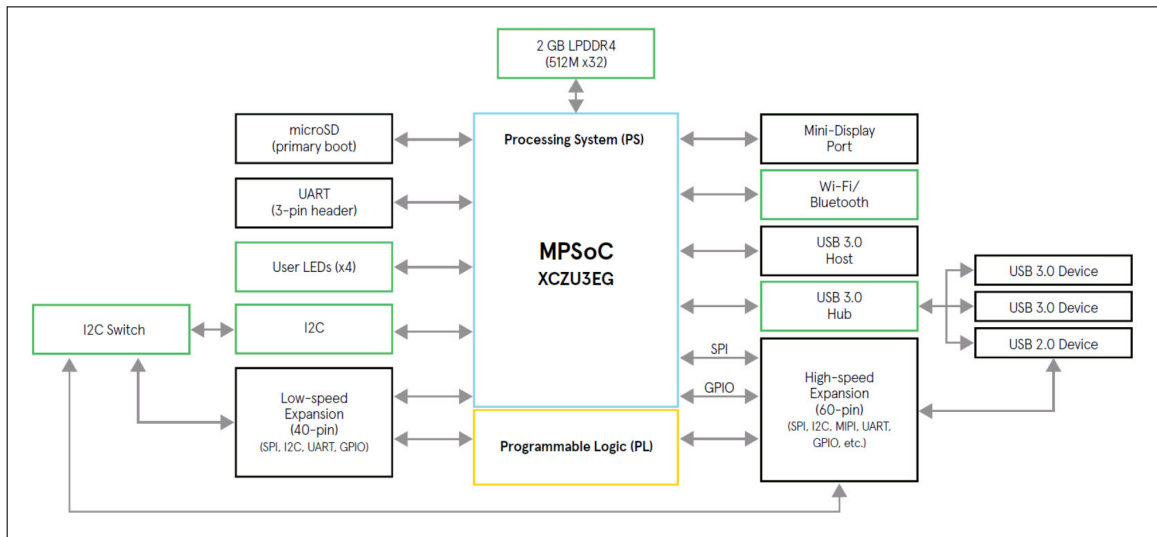 2 GB LPDDR4
(512M x32)
microSD
(primary boot)
Processing System (PS)
Mini-Display
Port
UART
(3-pin header)
Wi-Fi/
Bluetooth
User LEDs (x4)
MPSoC
XCZU3EG
USB 3.0
Host
USB 3.0 Device
I2C Switch
I2C
USB 3.0
Hub
USB 3.0 Device
USB 2.0 Device
SPI
GPIO
Low-speed
Expansion
(40-pin)
(SPI, I2C, UART, GPIO)
Programmable Logic (PL)
High-speed
Expansion
(60-pin)
(SPI, I2C, MIPI, UART,
GPIO, etc.)